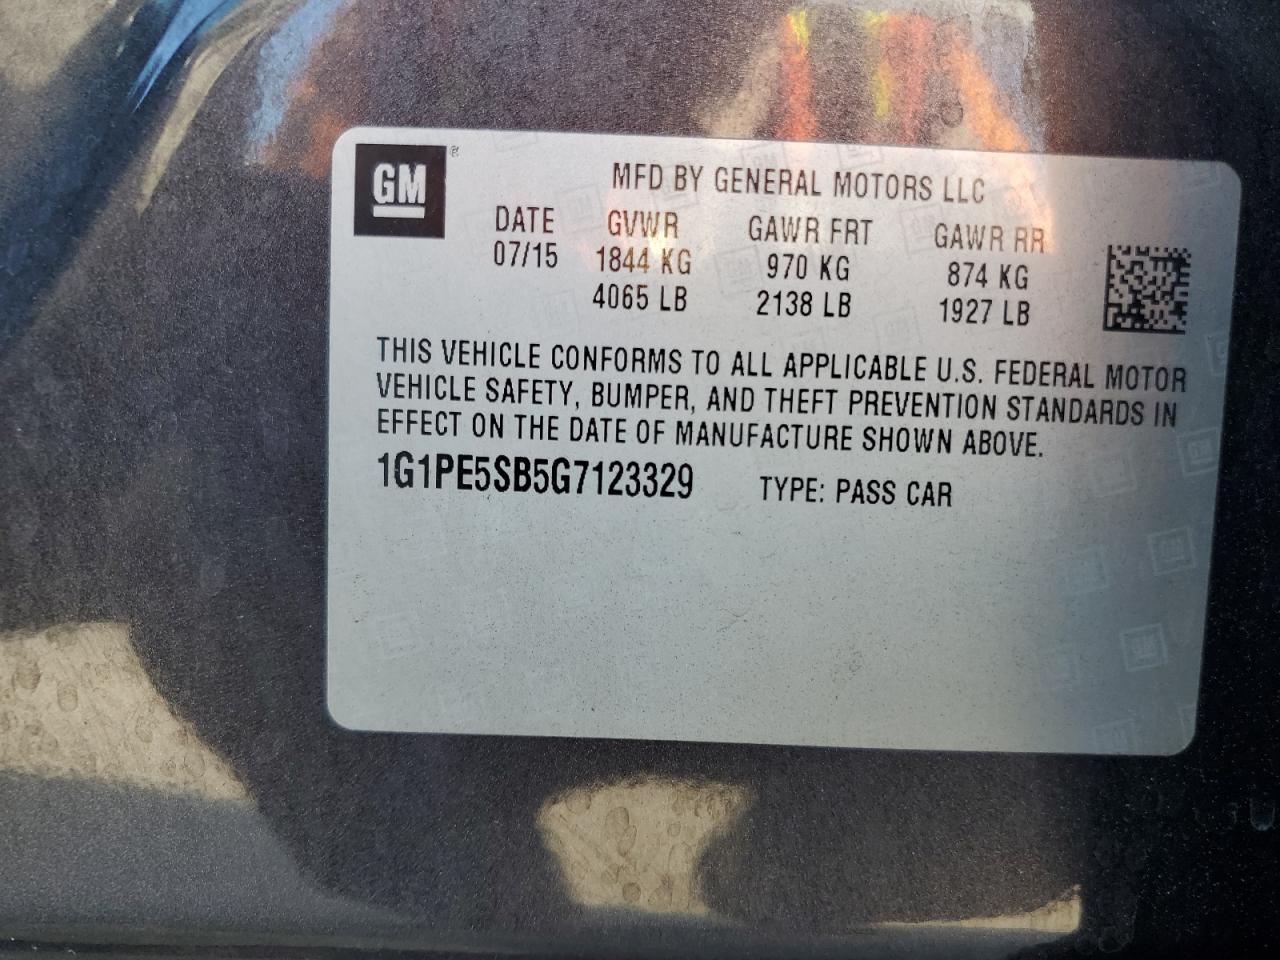 GM ®
MFD BY GENERAL MOTORS LLC
DATE GVWR GAWR FRT GAWR RR
07/15 1844 KG 970 KG 874 KG
4065 LB 2138 LB 1927 LB
THIS VEHICLE CONFORMS TO ALL APPLICABLE U.S. FEDERAL MOTOR
VEHICLE SAFETY, BUMPER, AND THEFT PREVENTION STANDARDS IN
EFFECT ON THE DATE OF MANUFACTURE SHOWN ABOVE.
1G1PE5SB5G7123329 TYPE: PASS CAR